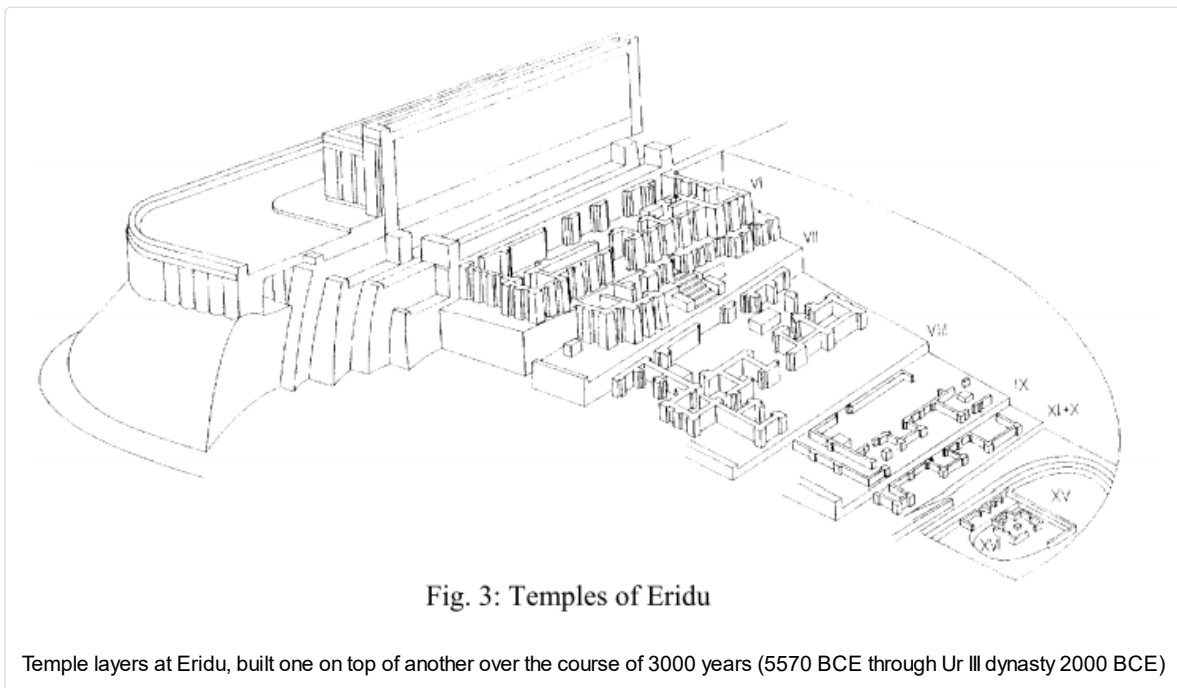 VI
VII
VIII
IX
XI+X
XV
XVI
Fig. 3: Temples of Eridu
Temple layers at Eridu, built one on top of another over the course of 3000 years (5570 BCE through Ur III dynasty 2000 BCE)